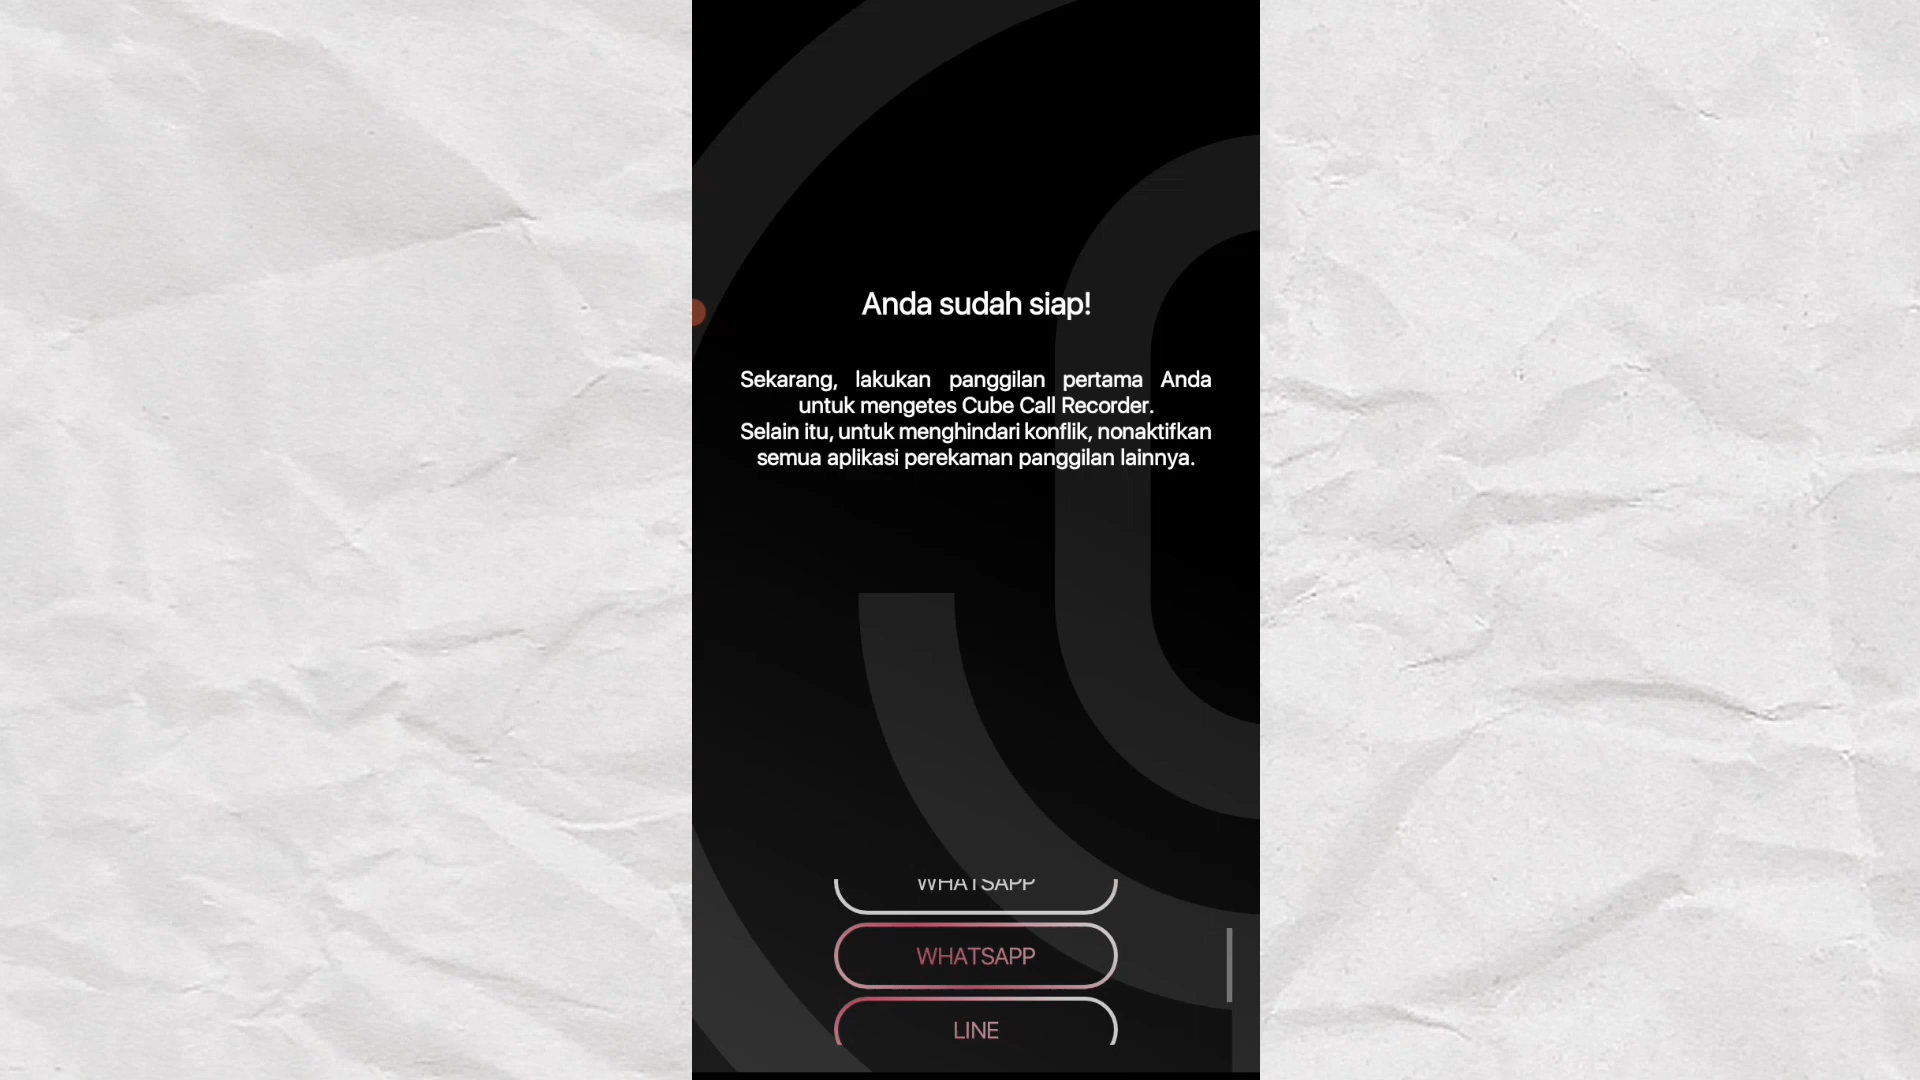 Anda sudah siap!
Sekarang, lakukan panggilan pertama Anda
untuk mengetes Cube Call Recorder.
Selain itu, untuk menghindari konflik, nonaktifkan
semua aplikasi perekaman panggilan lainnya.
WHATSAPP
WHATSAPP
LINE